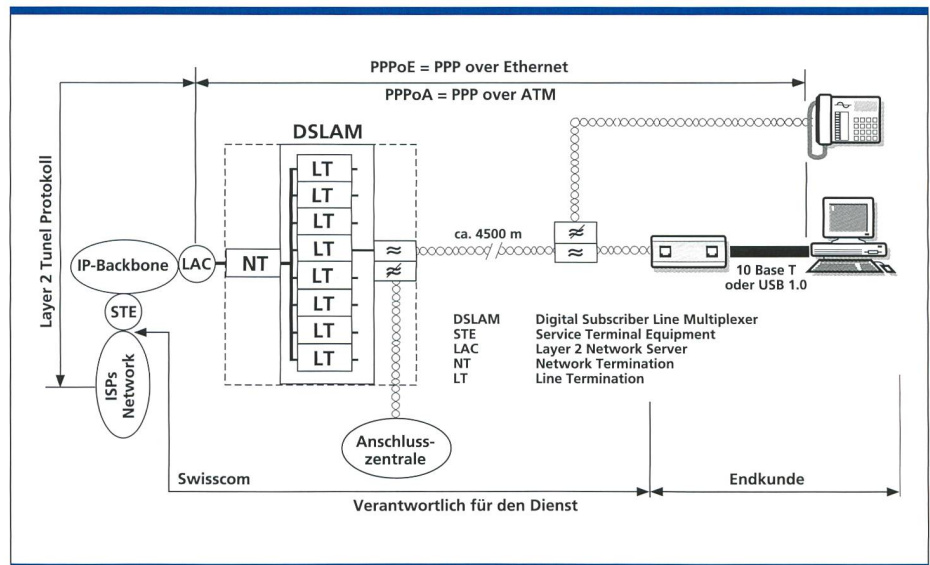 PPPoE = PPP over Ethernet
PPPoA = PPP over ATM
Layer 2 Tunel Protokoll
DSLAM
LT
LT
LT
LT
LT
LT
LT
LT
IP-Backbone
LAC
NT
STE
ISPs
Network
ca. 4500 m
10 Base T
oder USB 1.0
DSLAM Digital Subscriber Line Multiplexer
STE Service Terminal Equipment
LAC Layer 2 Network Server
NT Network Termination
LT Line Termination
Anschluss-
zentrale
Swisscom
Endkunde
Verantwortlich für den Dienst